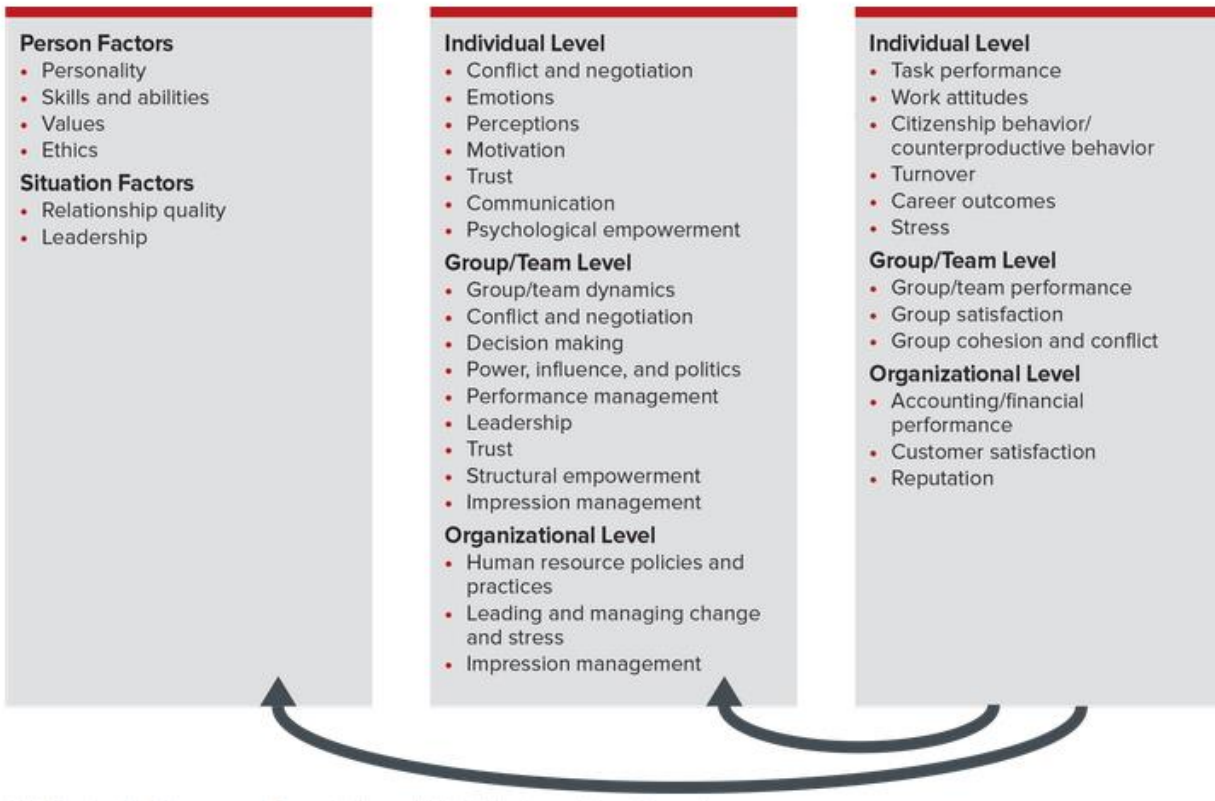 Person Factors
• Personality
• Skills and abilities
• Values
• Ethics
Situation Factors
• Relationship quality
• Leadership
Individual Level
• Conflict and negotiation
• Emotions
• Perceptions
• Motivation
• Trust
• Communication
• Psychological empowerment
Group/Team Level
• Group/team dynamics
• Conflict and negotiation
• Decision making
• Power, influence, and politics
• Performance management
• Leadership
• Trust
• Structural empowerment
• Impression management
Organizational Level
• Human resource policies and
practices
• Leading and managing change
and stress
• Impression management
Individual Level
• Task performance
• Work attitudes
• Citizenship behavior/
counterproductive behavior
• Turnover
• Career outcomes
• Stress
Group/Team Level
• Group/team performance
• Group satisfaction
• Group cohesion and conflict
Organizational Level
• Accounting/financial
performance
• Customer satisfaction
• Reputation